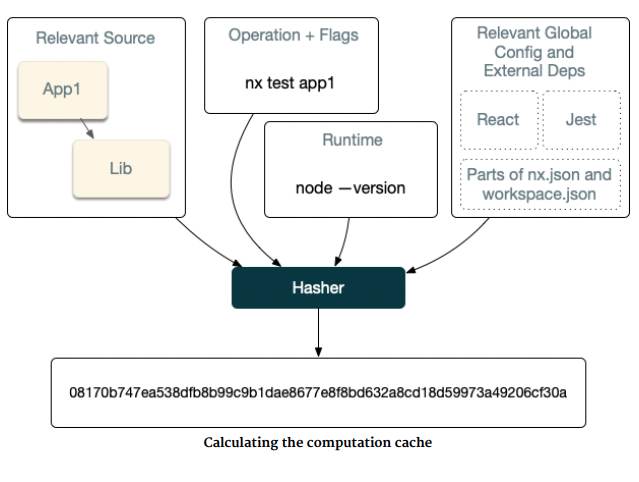 Relevant Source
App1
Lib
Operation + Flags
nx test app1
Runtime
node —version
Relevant Global
Config and
External Deps
React
Jest
Parts of nx.json and
workspace.json
Hasher
08170b747ea538dfb8b99c9b1dae8677e8f8bd632a8cd18d59973a49206cf30a
Calculating the computation cache